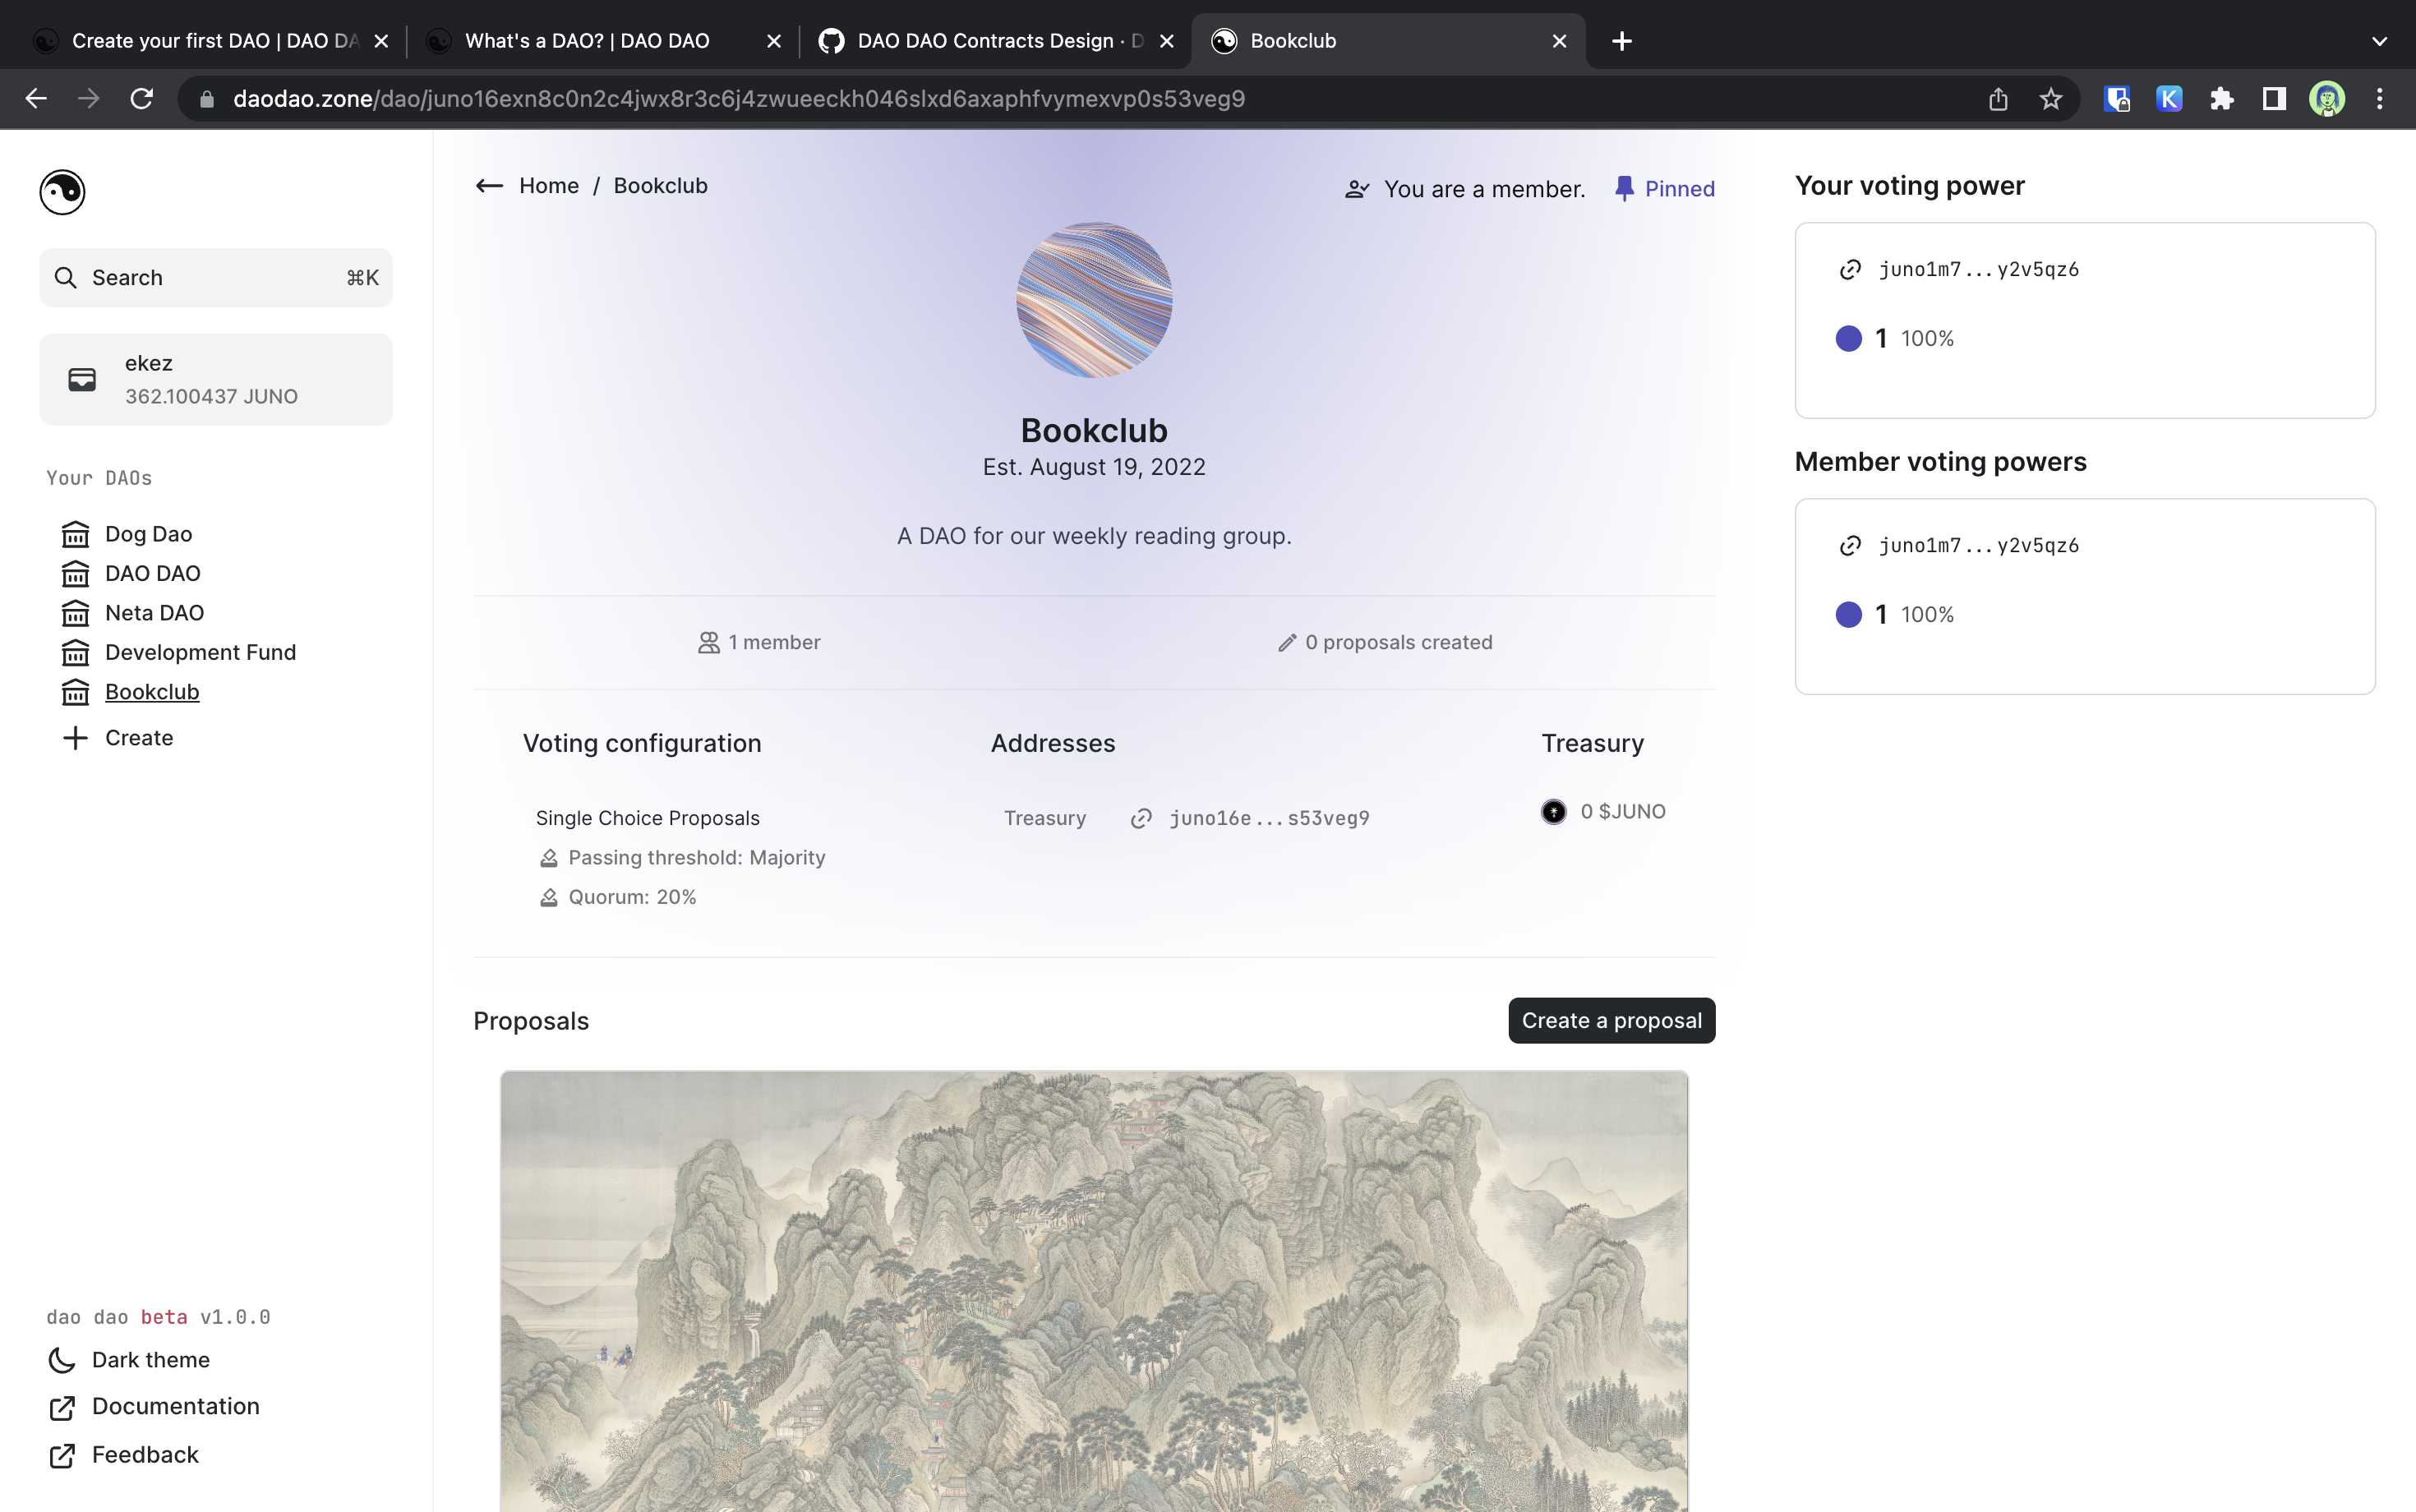 Create your first DAO | DAO DA
What's a DAO? | DAO DAO
DAO DAO Contracts Design · D
Bookclub
daodao.zone/dao/juno16exn8c0n2c4jwx8r3c6j4zwueeckh046slxd6axaphfvymexvp0s53veg9
Search ⌘K
ekez
362.100437 JUNO
Your DAOs
Dog Dao
DAO DAO
Neta DAO
Development Fund
Bookclub
Create
dao dao beta v1.0.0
Dark theme
Documentation
Feedback
Home / Bookclub
You are a member.
Pinned
Bookclub
Est. August 19, 2022
A DAO for our weekly reading group.
1 member
0 proposals created
Voting configuration
Single Choice Proposals
Passing threshold: Majority
Quorum: 20%
Addresses
Treasury juno16e...s53veg9
Treasury
0 $JUNO
Proposals
Create a proposal
Your voting power
juno1m7...y2v5qz6
1 100%
Member voting powers
juno1m7...y2v5qz6
1 100%